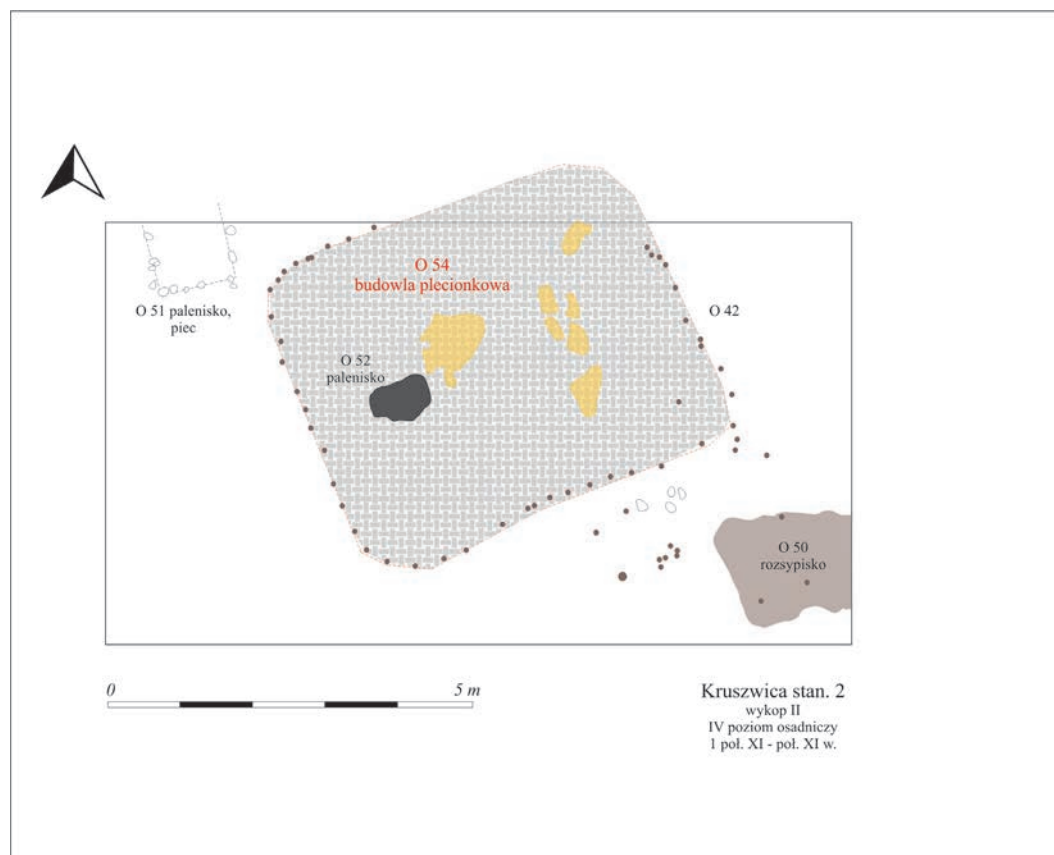 O 54
budowla plecionkowa
O 51 palenisko,
piec
O 42
O 52
palenisko
O 50
rozsypisko
0 5 m
Kruszwica stan. 2
wykop II
IV poziom osadniczy
1 poł. XI - poł. XI w.